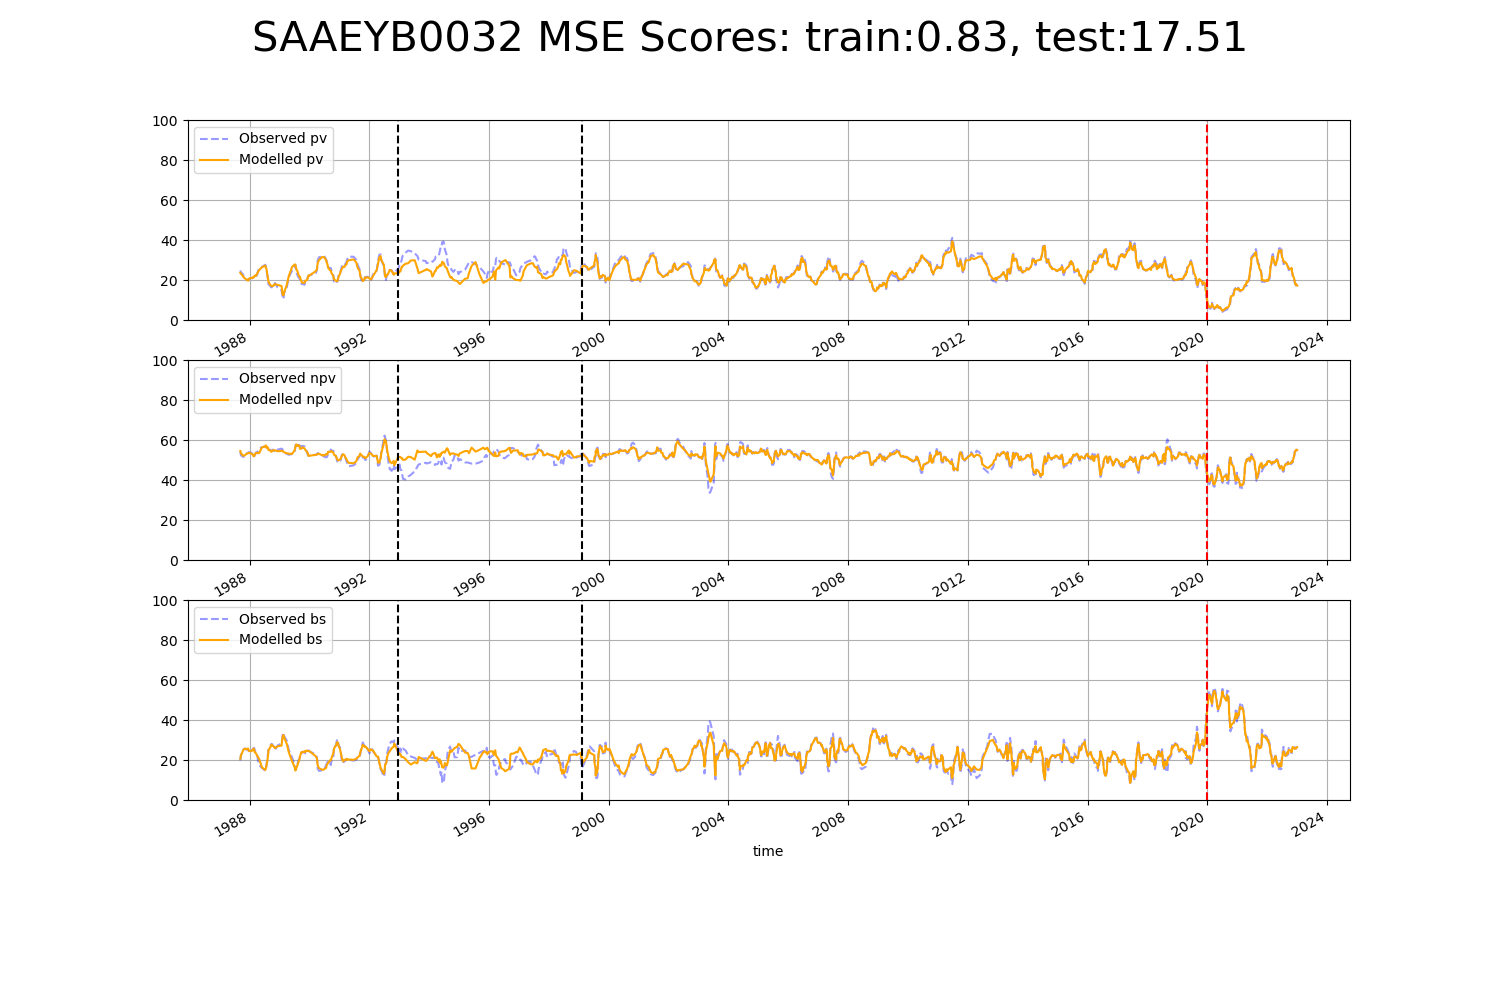 SAAEYB0032 MSE Scores: train:0.83, test:17.51
100
80
60
40
20
0
Observed pv
Modelled pv
1988 1992 1996 2000 2004 2008 2012 2016 2020 2024
100
80
60
40
20
0
Observed npv
Modelled npv
1988 1992 1996 2000 2004 2008 2012 2016 2020 2024
100
80
60
40
20
0
Observed bs
Modelled bs
1988 1992 1996 2000 2004 2008 2012 2016 2020 2024
time